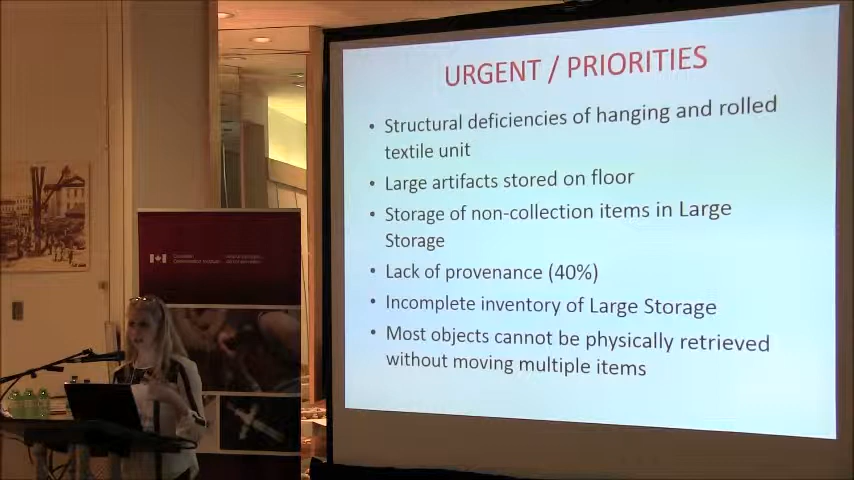 URGENT / PRIORITIES
• Structural deficiencies of hanging and rolled
textile unit
• Large artifacts stored on floor
• Storage of non-collection items in Large
Storage
• Lack of provenance (40%)
• Incomplete inventory of Large Storage
• Most objects cannot be physically retrieved
without moving multiple items